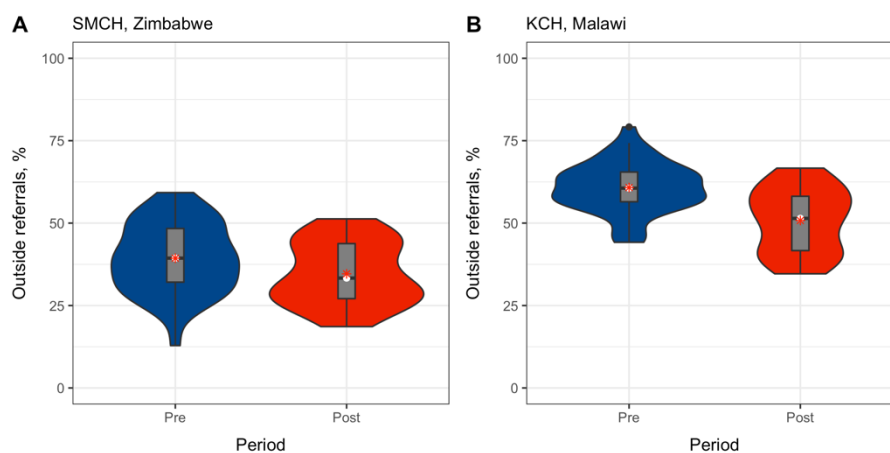 A SMCH, Zimbabwe
Outside referrals, %
100
75
50
25
0
Pre Post
Period
B KCH, Malawi
Outside referrals, %
100
75
50
25
0
Pre Post
Period